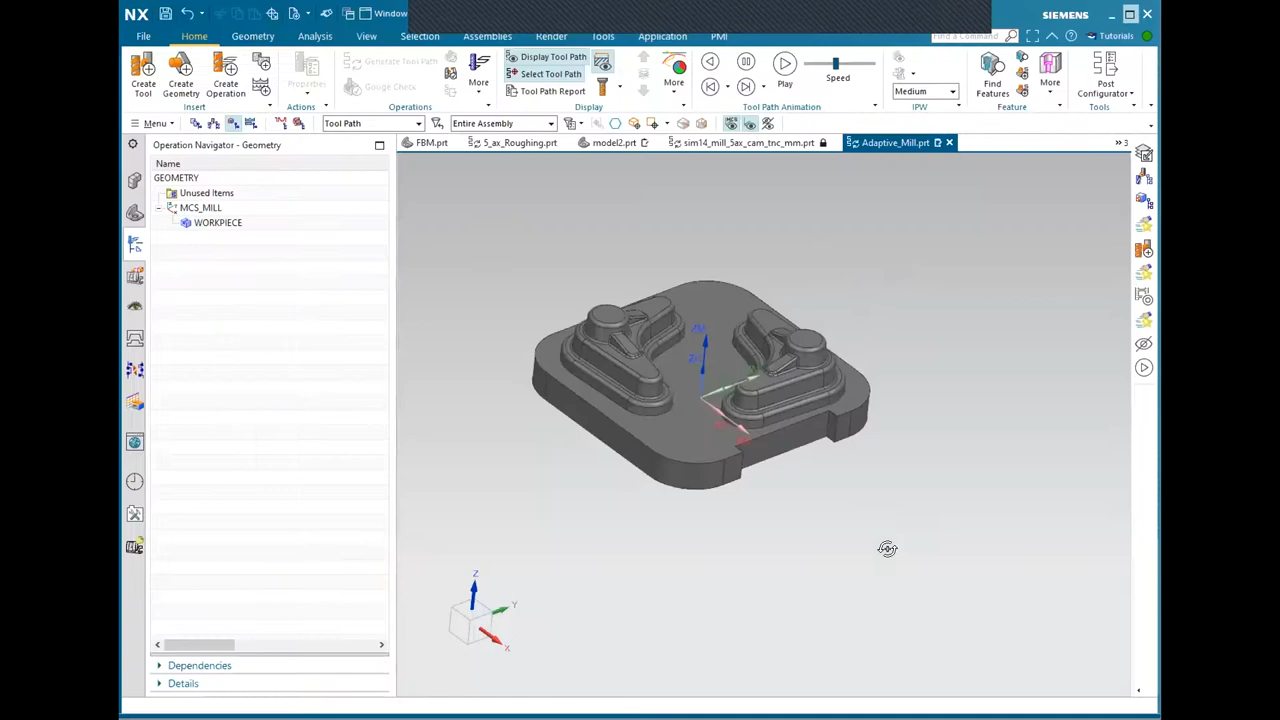 NX
Window
SIEMENS
File Home Geometry Analysis View Selection Assemblies Render Tools Application PMI
Find a Command
Tutorials
Create Tool
Create Geometry
Create Operation
Insert
Properties
Actions
Generate Tool Path
Gouge Check
More
Operations
Display Tool Path
Select Tool Path
Tool Path Report
More
Display
Play
Speed
Tool Path Animation
Medium
IPW
Find Features
More
Feature
Post Configurator
Tools
Menu
Tool Path
Entire Assembly
Operation Navigator - Geometry
FBM.prt
5_ax_Roughing.prt
model2.prt
sim14_mill_5ax_cam_tnc_mm.prt
Adaptive_Mill.prt
3
Name
GEOMETRY
Unused Items
MCS_MILL
WORKPIECE
ZM
Z
Y
X
Dependencies
Details